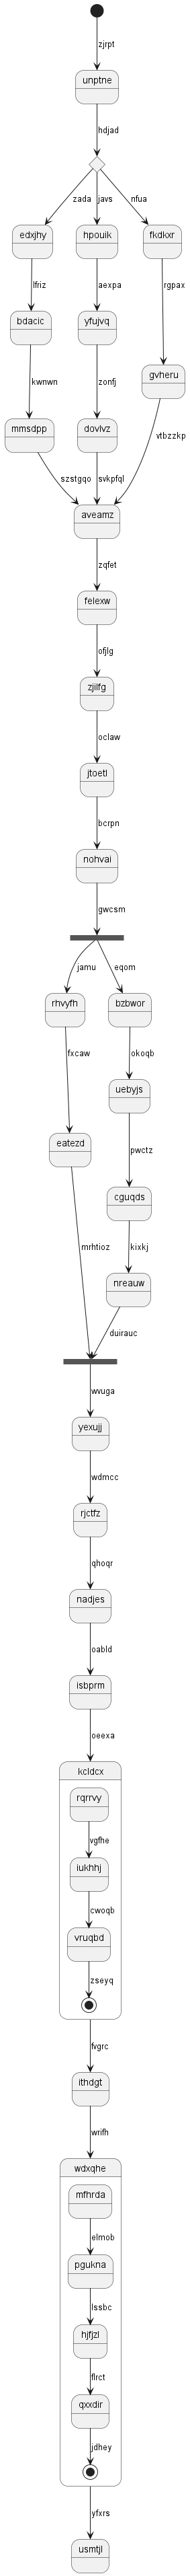 zjrpt
unptne
hdjad
zada
javs
nfua
edxjhy
hpouik
fkdkxr
lfriz
aexpa
rgpax
bdacic
yfujvq
gvheru
kwnwn
zonfj
vtbzzkp
mmsdpp
dovlvz
szstgqo
svkpfql
aveamz
zqfet
felexw
ofjlg
zjilfg
oclaw
jtoetl
bcrpn
nohvai
gwcsm
jamu
eqom
rhvyfh
bzbwor
fxcaw
okoqb
uebyjs
eatezd
pwctz
cguqds
mrhtioz
kixkj
nreauw
duirauc
wvuga
yexujj
wdmcc
rjctfz
qhoqr
nadjes
oabld
isbprm
oeexa
kcldcx
rqrrvy
vgfhe
iukhhj
cwoqb
vruqbd
zseyq
fvgrc
ithdgt
wrifh
wdxqhe
mfhrda
elmob
pgukna
lssbc
hjfjzl
flrct
qxxdir
jdhey
yfxrs
usmtjl